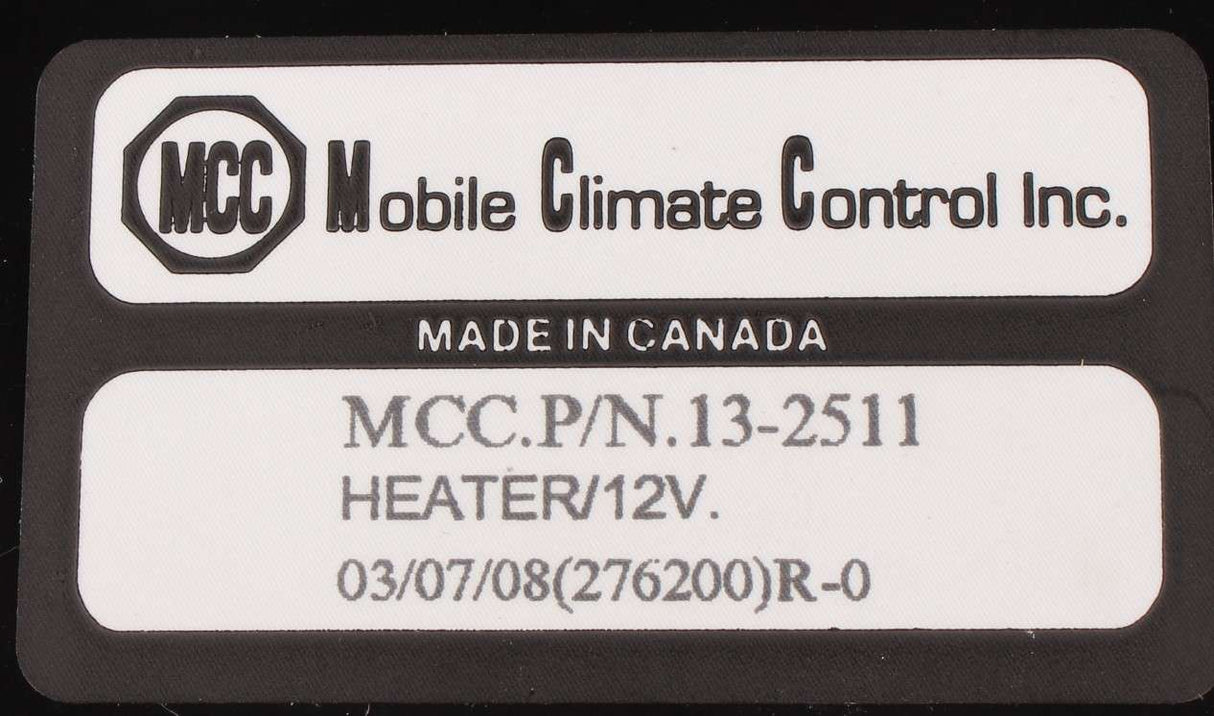 MCC Mobile Climate Control Inc.
MADE IN CANADA
MCC.P/N.13-2511
HEATER/12V.
03/07/08(276200)R-0